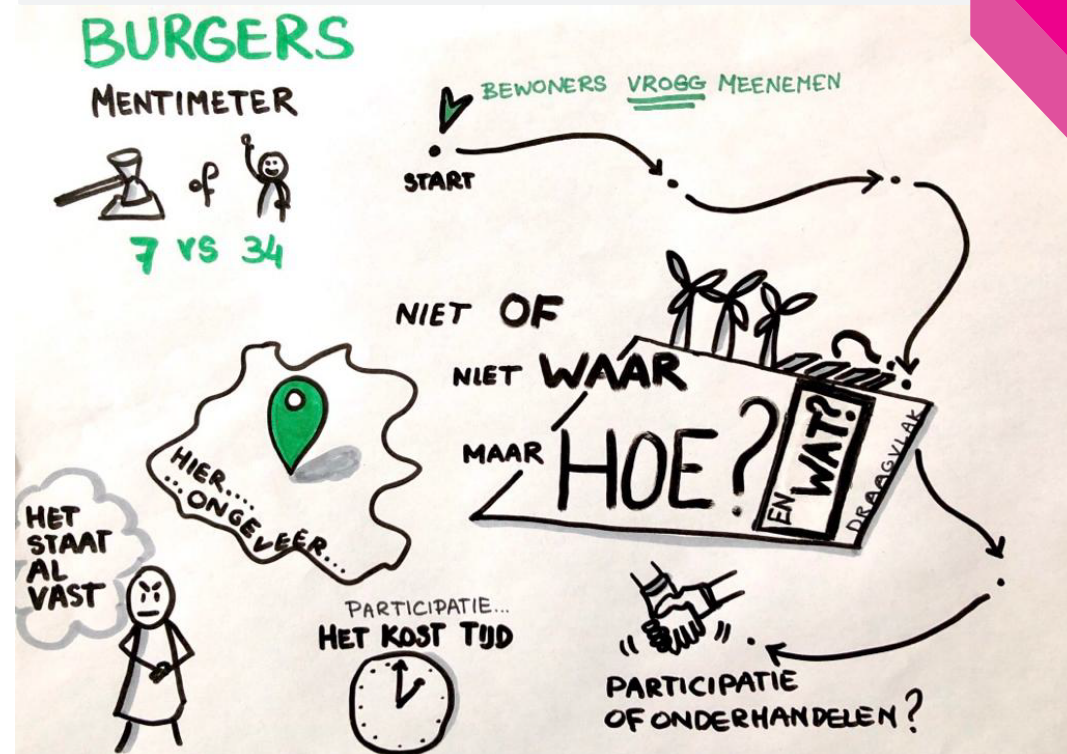 BURGERS
MENTIMETER
of
7 VS 34
BEWONERS VROGG MEENEMEN
START
NIET OF
NIET WAAR
MAAR HOE?
EN WAT?
DRAAGVLAK
HIER...
...ONGEVEER...
HET
STAAT
AL
VAST
PARTICIPATIE...
HET KOST TIJD
PARTICIPATIE
OF ONDERHANDELEN?